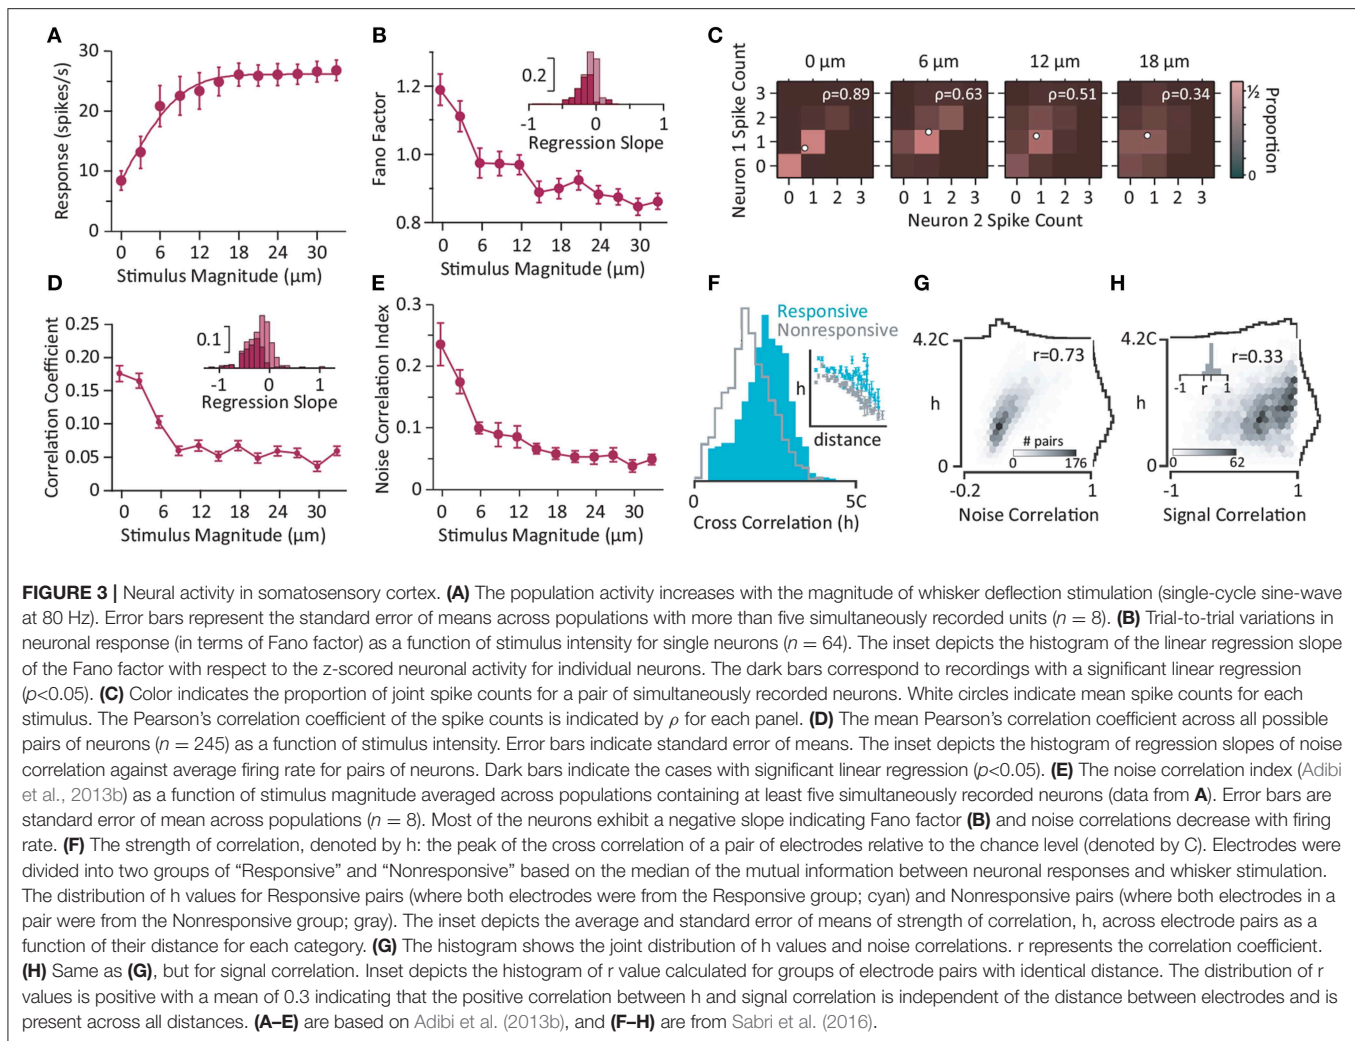 A
Response (spikes/s)
30
20
10
0
0 6 12 18 24 30
Stimulus Magnitude (µm)
B
Fano Factor
1.2
1.0
0.8
0.2
-1 0 1
Regression Slope
0 6 12 18 24 30
Stimulus Magnitude (µm)
C
0 µm 6 µm 12 µm 18 µm
Neuron 1 Spike Count
3
2
1
0
ρ=0.89 ρ=0.63 ρ=0.51 ρ=0.34
0 1 2 3 0 1 2 3 0 1 2 3 0 1 2 3
Neuron 2 Spike Count
½
0
Proportion
D
Correlation Coefficient
0.25
0.20
0.15
0.10
0.05
0
0.1
-1 0 1
Regression Slope
0 6 12 18 24 30
Stimulus Magnitude (µm)
E
Noise Correlation Index
0.3
0.2
0.1
0
0 6 12 18 24 30
Stimulus Magnitude (µm)
F
Responsive
Nonresponsive
h
distance
0 5C
Cross Correlation (h)
G
4.2C
h
0
r=0.73
# pairs
0 176
-0.2 1
Noise Correlation
H
4.2C
h
0
r=0.33
-1 r 1
0 62
-1 1
Signal Correlation
FIGURE 3 | Neural activity in somatosensory cortex. (A) The population activity increases with the magnitude of whisker deflection stimulation (single-cycle sine-wave
at 80 Hz). Error bars represent the standard error of means across populations with more than five simultaneously recorded units (n = 8). (B) Trial-to-trial variations in
neuronal response (in terms of Fano factor) as a function of stimulus intensity for single neurons (n = 64). The inset depicts the histogram of the linear regression slope
of the Fano factor with respect to the z-scored neuronal activity for individual neurons. The dark bars correspond to recordings with a significant linear regression
(p<0.05). (C) Color indicates the proportion of joint spike counts for a pair of simultaneously recorded neurons. White circles indicate mean spike counts for each
stimulus. The Pearson's correlation coefficient of the spike counts is indicated by ρ for each panel. (D) The mean Pearson's correlation coefficient across all possible
pairs of neurons (n = 245) as a function of stimulus intensity. Error bars indicate standard error of means. The inset depicts the histogram of regression slopes of noise
correlation against average firing rate for pairs of neurons. Dark bars indicate the cases with significant linear regression (p<0.05). (E) The noise correlation index (Adibi
et al., 2013b) as a function of stimulus magnitude averaged across populations containing at least five simultaneously recorded neurons (data from A). Error bars are
standard error of mean across populations (n = 8). Most of the neurons exhibit a negative slope indicating Fano factor (B) and noise correlations decrease with firing
rate. (F) The strength of correlation, denoted by h: the peak of the cross correlation of a pair of electrodes relative to the chance level (denoted by C). Electrodes were
divided into two groups of “Responsive” and “Nonresponsive” based on the median of the mutual information between neuronal responses and whisker stimulation.
The distribution of h values for Responsive pairs (where both electrodes were from the Responsive group; cyan) and Nonresponsive pairs (where both electrodes in a
pair were from the Nonresponsive group; gray). The inset depicts the average and standard error of means of strength of correlation, h, across electrode pairs as a
function of their distance for each category. (G) The histogram shows the joint distribution of h values and noise correlations. r represents the correlation coefficient.
(H) Same as (G), but for signal correlation. Inset depicts the histogram of r value calculated for groups of electrode pairs with identical distance. The distribution of r
values is positive with a mean of 0.3 indicating that the positive correlation between h and signal correlation is independent of the distance between electrodes and is
present across all distances. (A–E) are based on Adibi et al. (2013b), and (F–H) are from Sabri et al. (2016).